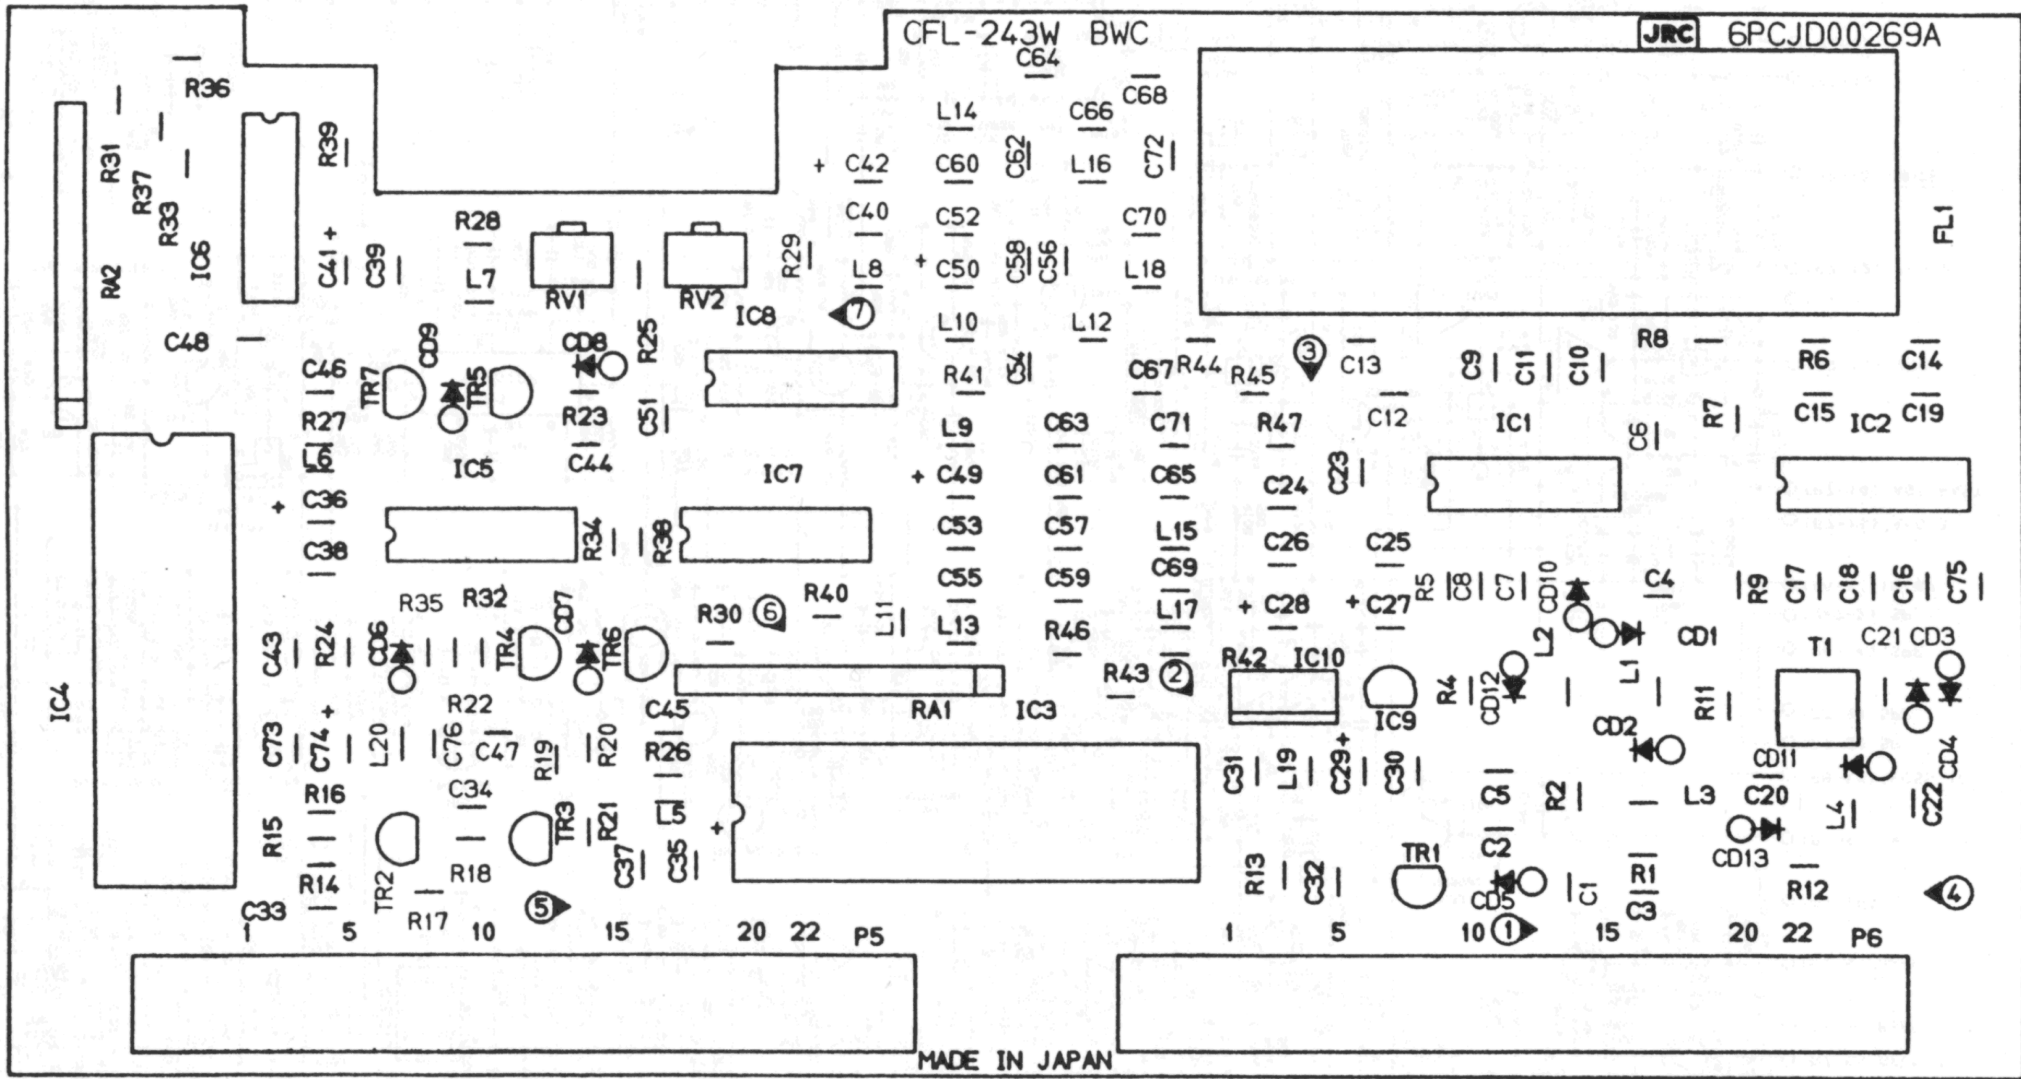 CFL-243W BWC
JRC 6PCJD00269A
C64
R36
C68
L14 C66
R31 R39 C62 C72
+ C42 C60 L16
R37
R33 C40 C52 C70
R28 FL1
IC6 C41 + C39 R29 C58 C56
RA2 L7 L8 + C50 L18
RV1 RV2 IC8 7
L10 L12
C48 CD9 CD8 R25 R44 3 C13 R8 R6 C14
C46 TR7 TR5 R41 C54 C67 R45 C9 C11 C10
R27 R23 C51 C12 R7 C15 C19
L6 C44 L9 C63 C71 R47 IC1 C6 IC2
IC5 IC7 + C49 C61 C65 C23
+ C36 C24
C38 R34 R38 C53 C57 L15
C26 C25
R35 R32 CD7 C55 C59 C69 R5 C8 C7 CD10 C4 R9 C17 C18 C16 C75
6 R40 + C28 + C27
C43 R24 CD6 TR4 TR6 R30 L11 L13 R46 L17 L2 CD1 C21 CD3
R42 IC10 T1
IC4 R43 2 R4 CD12 L1 R11
R22 C45 RA1 IC3 IC9
C73 C74 + L20 C76 C47 R19 R20 R26 + CD2 CD11 CD4
R16 C34 C31 L19 C29 C30 C5 R2 L3 C20
R15 TR3 R21 L5 + L4 C22
C2 CD13
TR2 R18 C37 C35 R13 C32 TR1 R1 R12
R14 R17 5 CD5 C1 C3 4
C33
1 5 10 15 20 22 P5 1 5 10 1 15 20 22 P6
MADE IN JAPAN